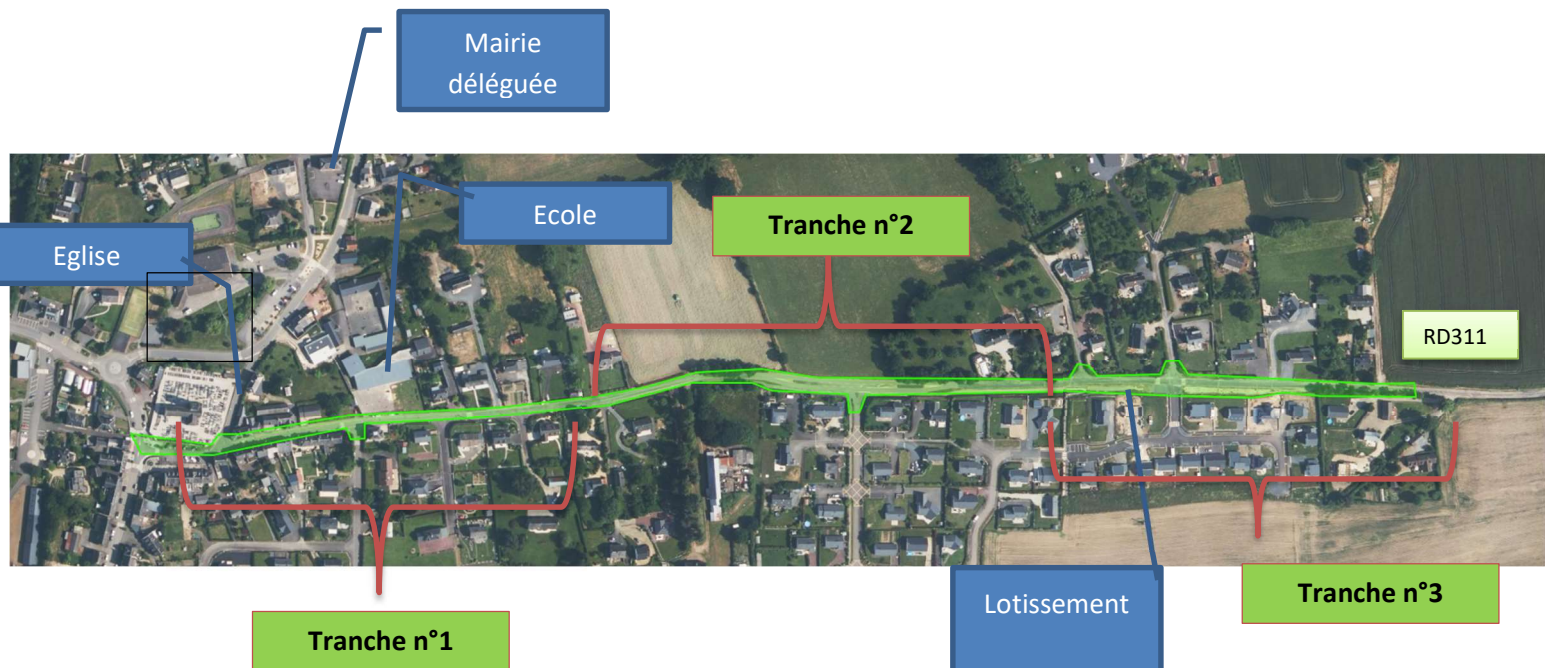 Mairie
déléguée
Ecole
Eglise
Tranche n°2
RD311
Lotissement
Tranche n°3
Tranche n°1